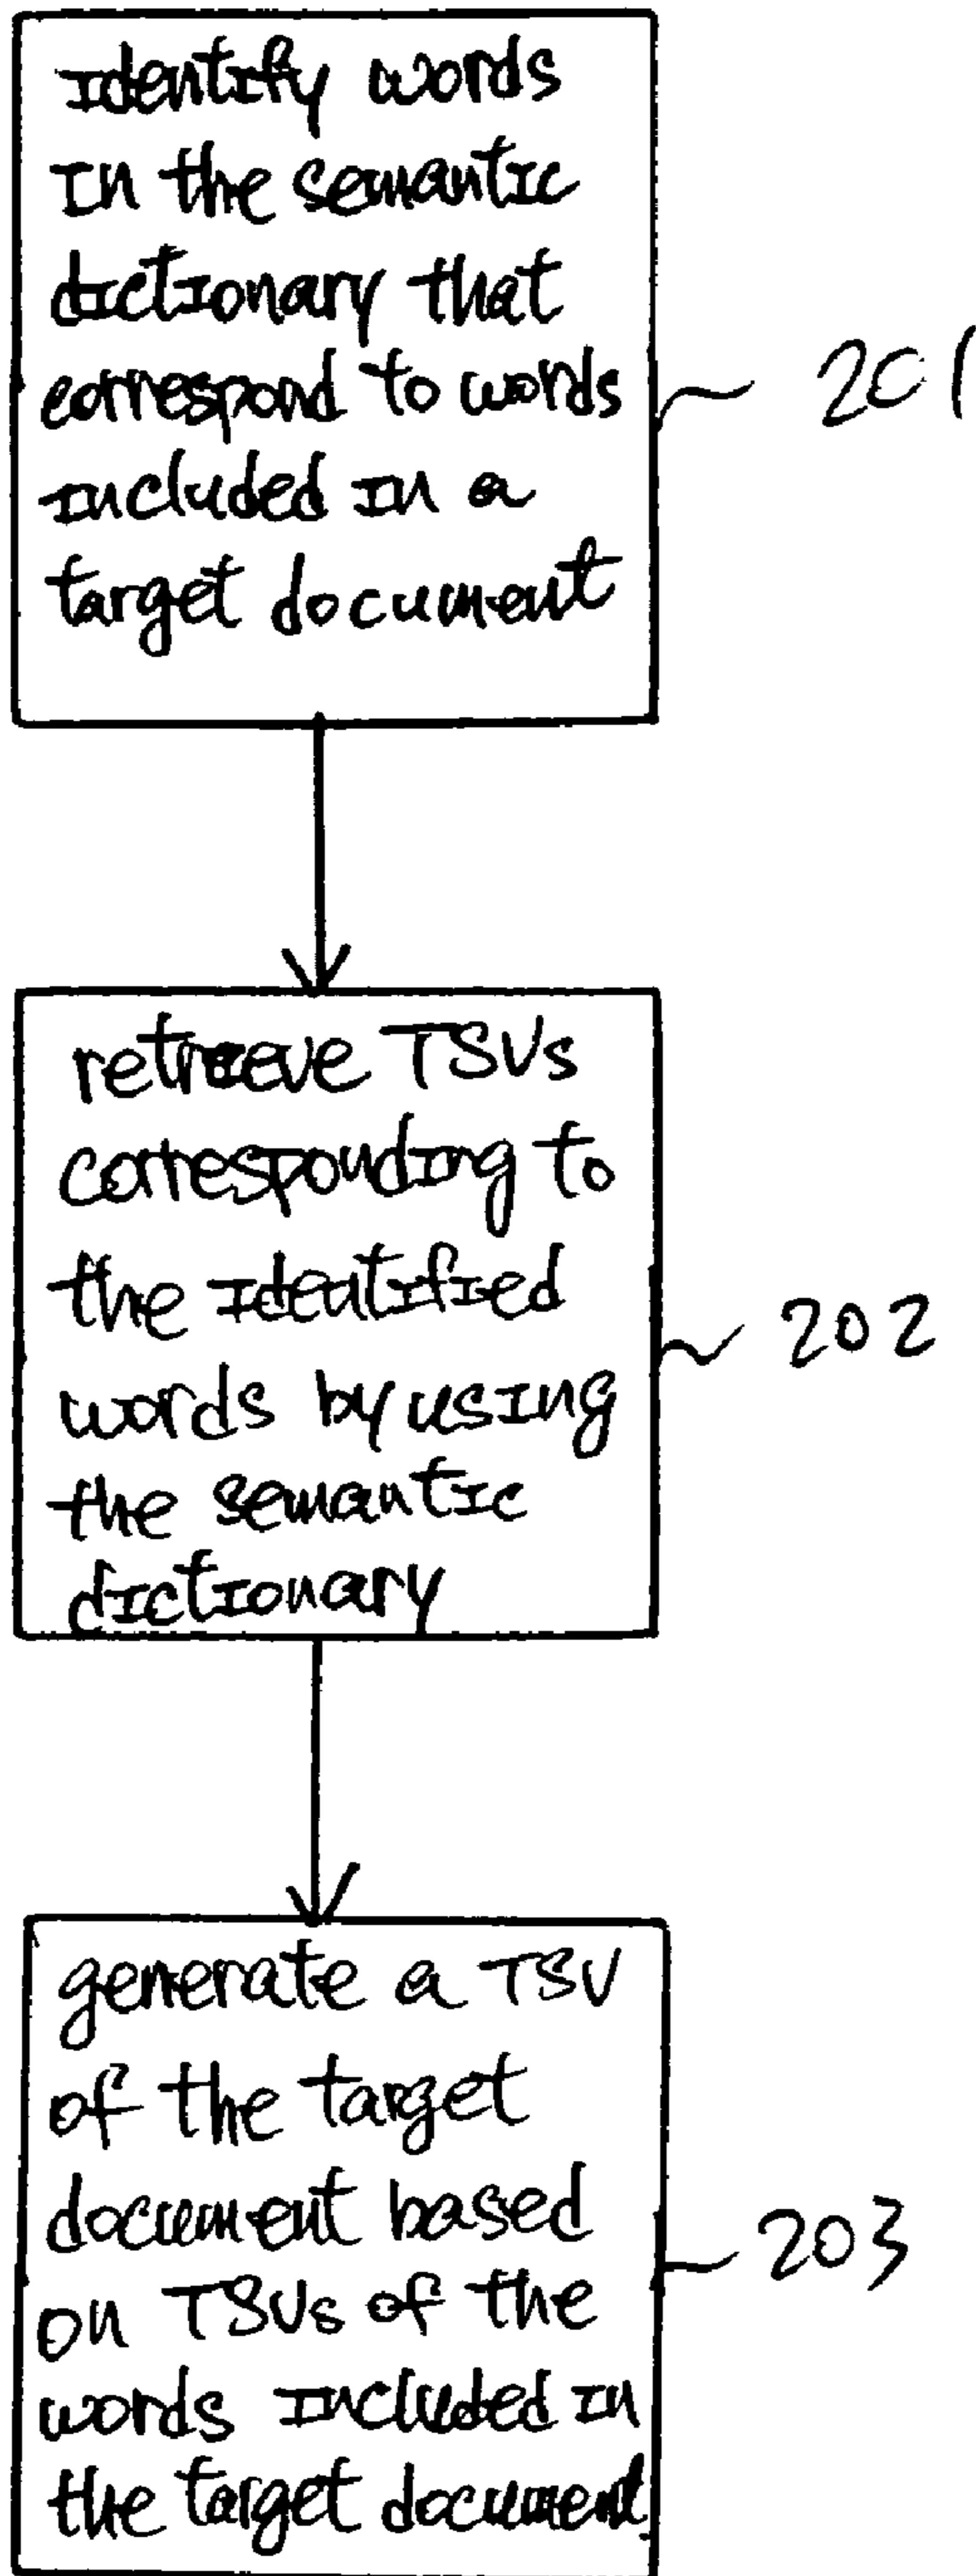 Identify words
In the semantic
dictionary that
correspond to words
included in a
target document
201
retrieve TSVs
corresponding to
the identified
words by using
the semantic
dictionary
202
generate a TSV
of the target
document based
on TSVs of the
words included in
the target document.
203